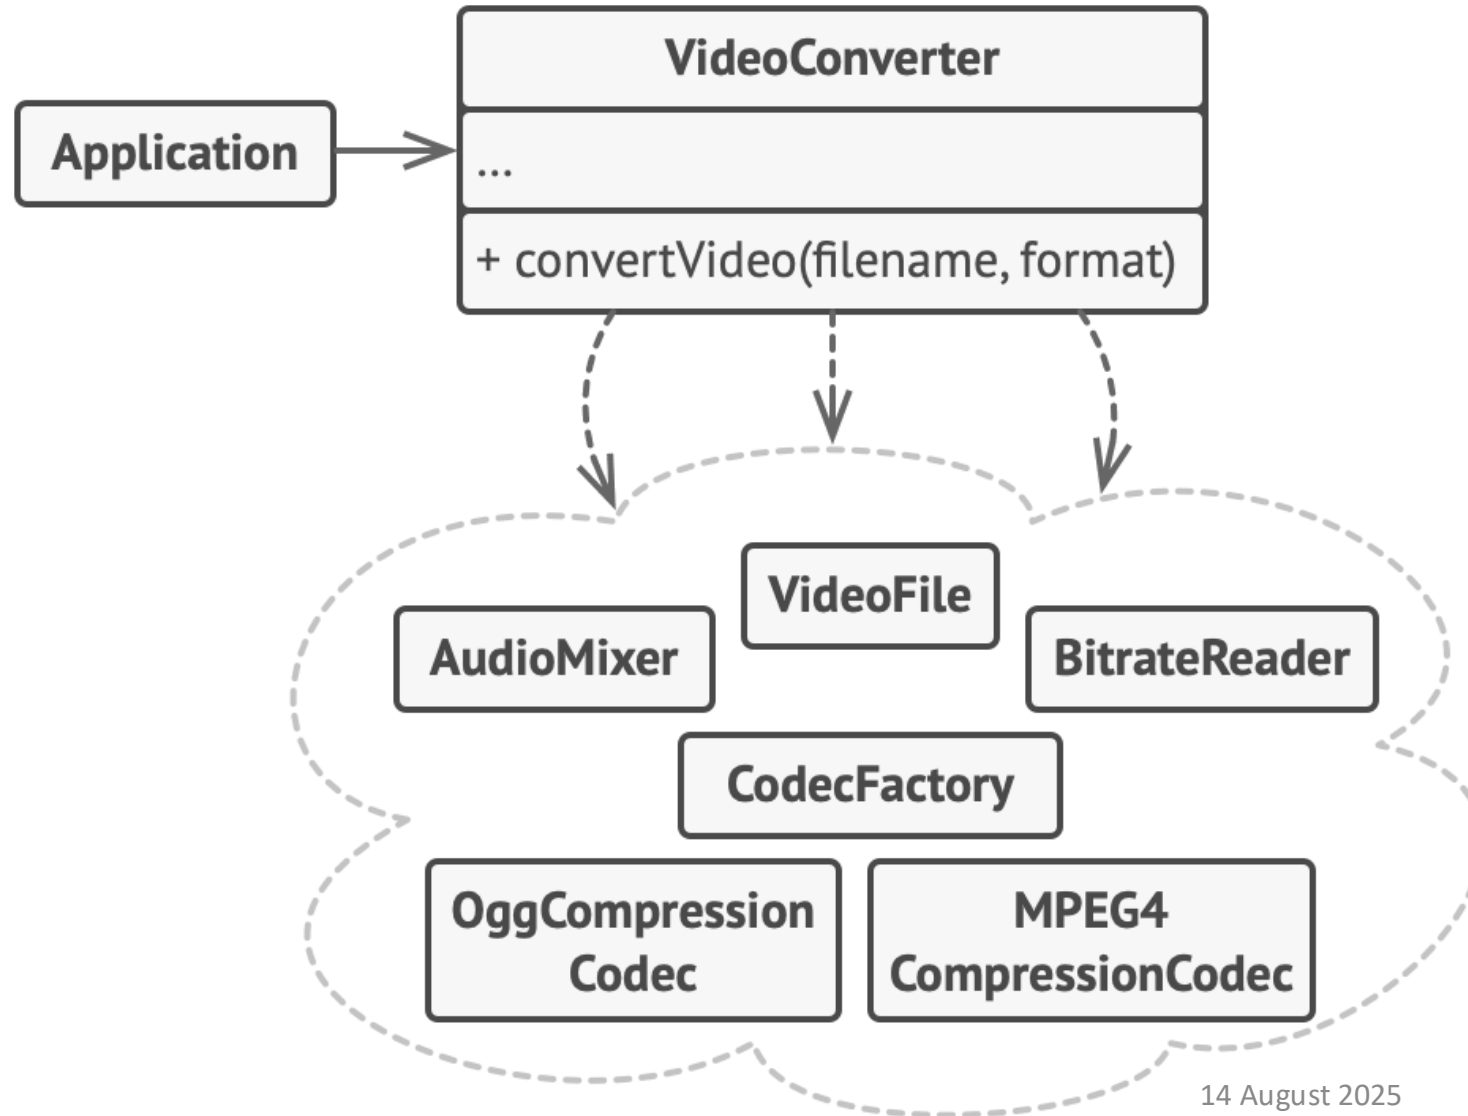 VideoConverter
Application
...
+ convertVideo(filename, format)
VideoFile
AudioMixer
BitrateReader
CodecFactory
OggCompression
Codec
MPEG4
CompressionCodec
14 August 2025